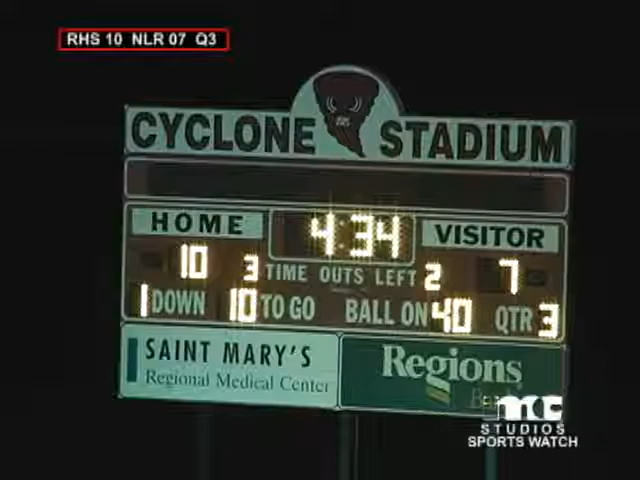 RHS 10 NLR 07 Q3
CYCLONE STADIUM
HOME 4:34 VISITOR
10 3 TIME OUTS LEFT 2 7
1 DOWN 10 TO GO BALL ON 40 QTR 3
SAINT MARY'S
Regional Medical Center
Regions
MC
STUDIOS
SPORTS WATCH